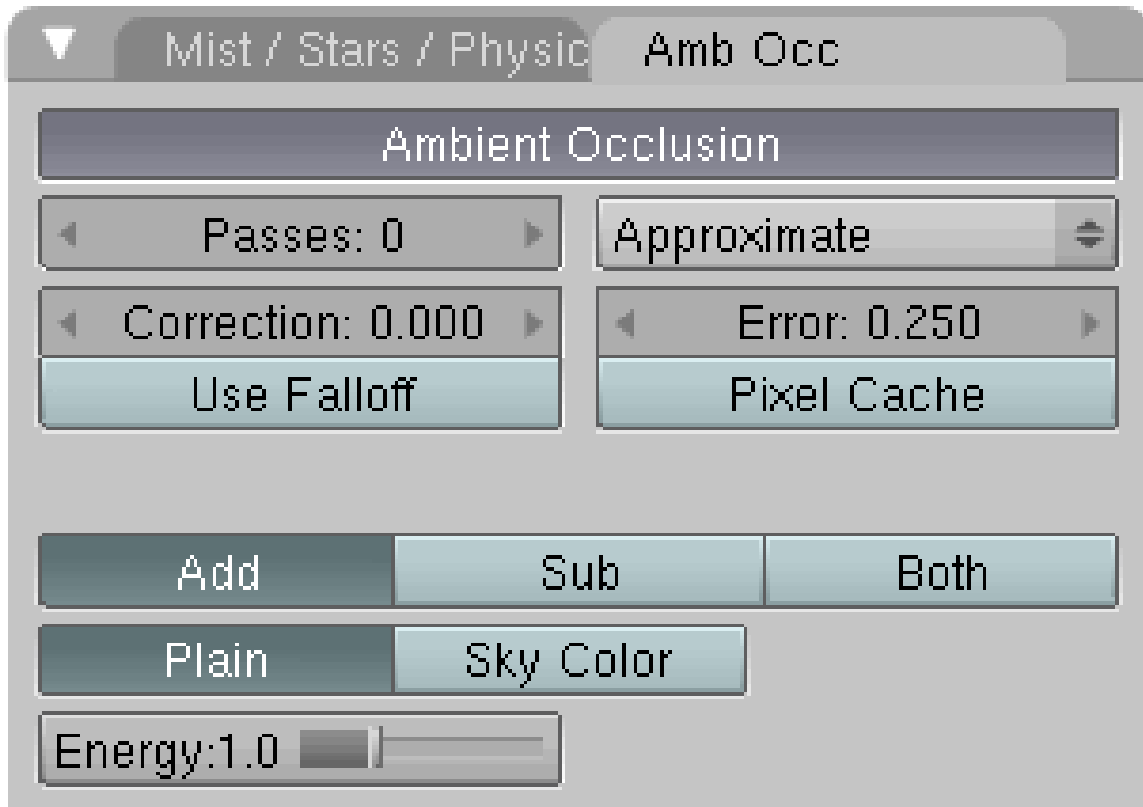 Mist / Stars / Physic Amb Occ
Ambient Occlusion
Passes: 0 Approximate
Correction: 0.000 Error: 0.250
Use Falloff Pixel Cache
Add Sub Both
Plain Sky Color
Energy:1.0